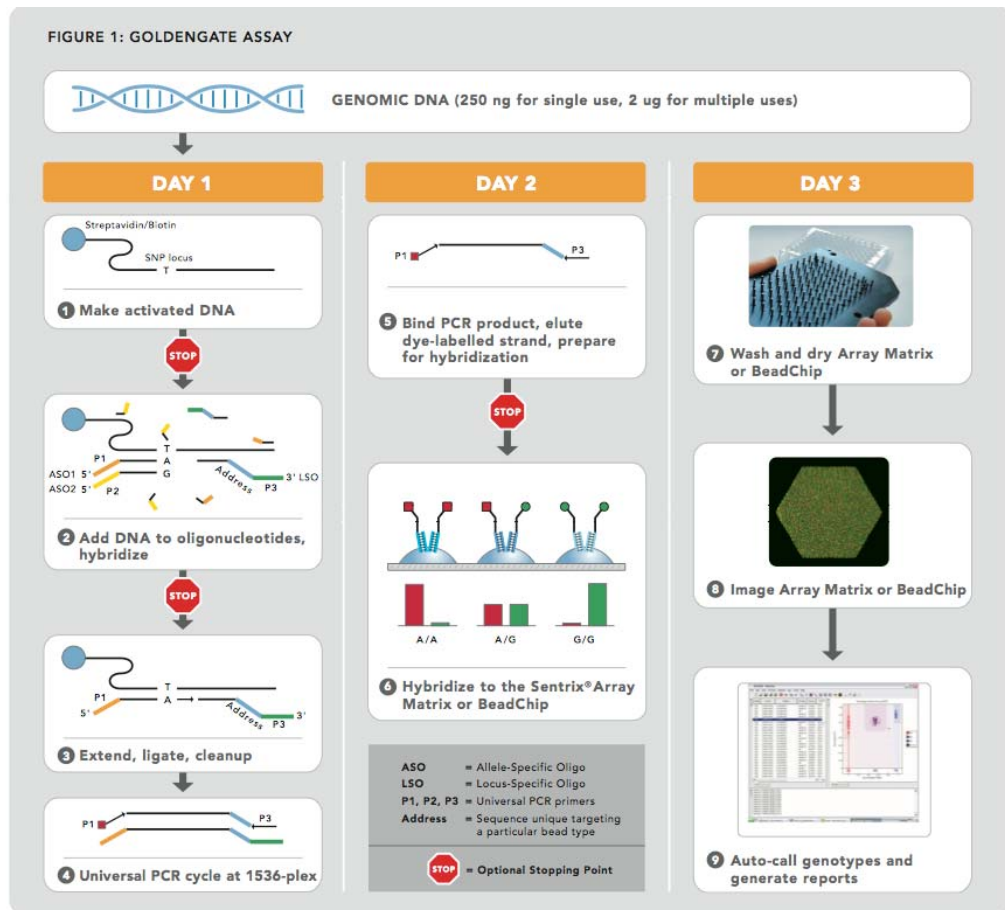 FIGURE 1: GOLDENGATE ASSAY
GENOMIC DNA (250 ng for single use, 2 ug for multiple uses)
DAY 1
Streptavidin/Biotin
SNP locus
T
1 Make activated DNA
STOP
T
P1
A
ASO1 5'
G
Address
3' LSO
ASO2 5'
P2
P3
2 Add DNA to oligonucleotides,
hybridize
STOP
T
P1
A
5'
Address
P3
3'
3 Extend, ligate, cleanup
P1
P3
4 Universal PCR cycle at 1536-plex
DAY 2
P1
P3
5 Bind PCR product, elute
dye-labelled strand, prepare
for hybridization
STOP
A/A A/G G/G
6 Hybridize to the Sentrix® Array
Matrix or BeadChip
ASO = Allele-Specific Oligo
LSO = Locus-Specific Oligo
P1, P2, P3 = Universal PCR primers
Address = Sequence unique targeting
a particular bead type
STOP = Optional Stopping Point
DAY 3
7 Wash and dry Array Matrix
or BeadChip
8 Image Array Matrix or BeadChip
9 Auto-call genotypes and
generate reports